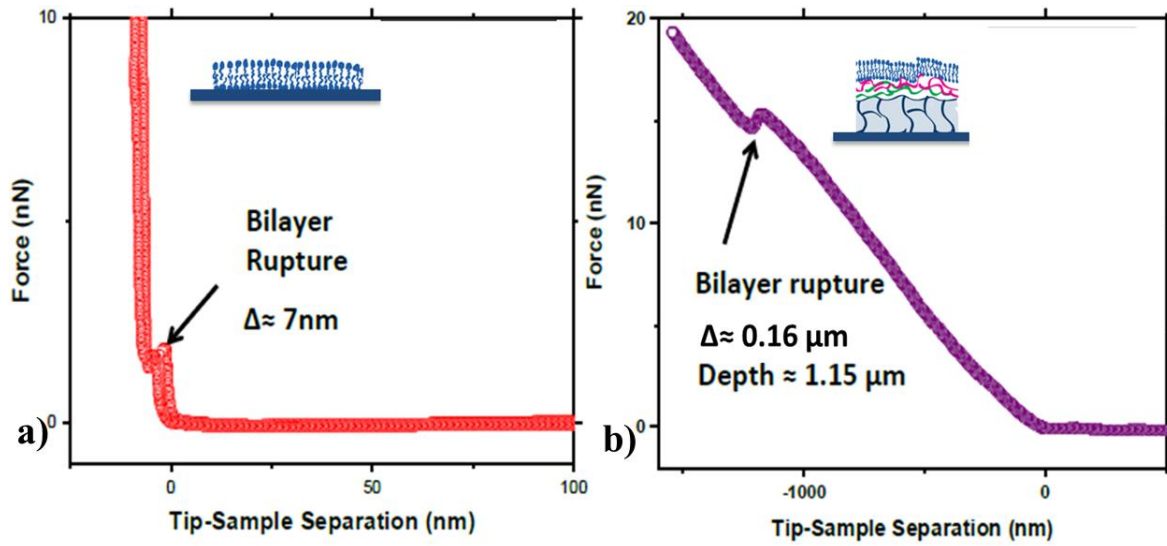 10
Force (nN)
Bilayer
Rupture
Δ≈ 7nm
0
a)
0
50
100
Tip-Sample Separation (nm)
20
Force (nN)
10
Bilayer rupture
Δ≈ 0.16 μm
Depth ≈ 1.15 μm
0
b)
-1000
0
Tip-Sample Separation (nm)